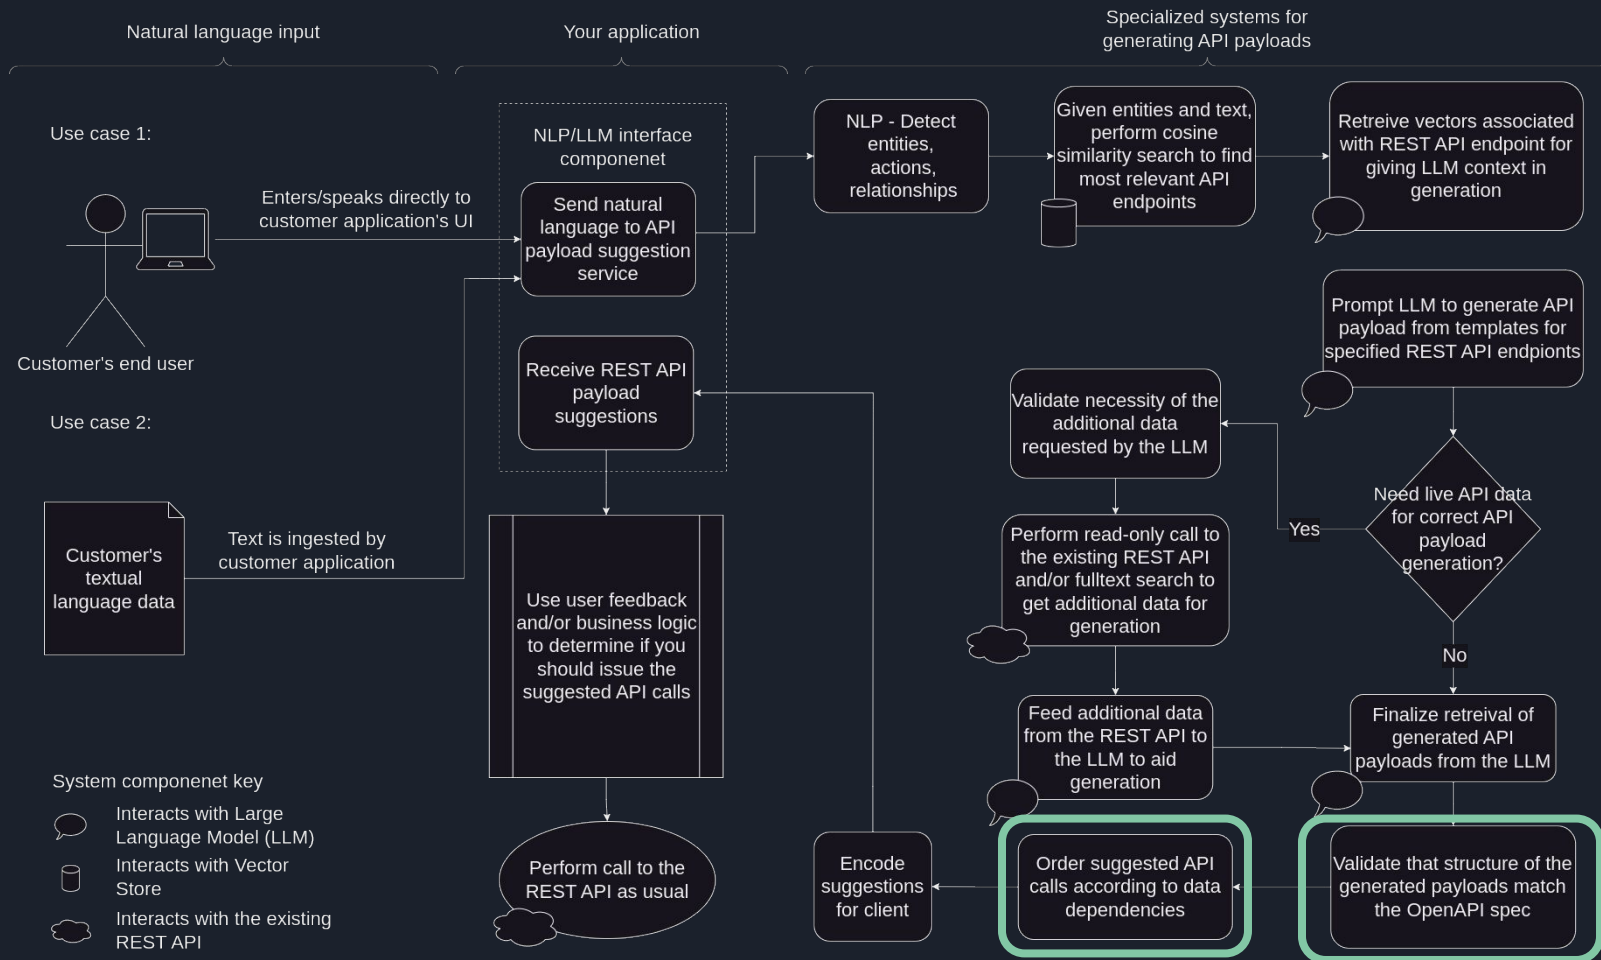 Natural language input
Your application
Specialized systems for
generating API payloads
Use case 1:
Enters/speaks directly to
customer application's UI
Customer's end user
Use case 2:
Customer's
textual
language data
Text is ingested by
customer application
NLP/LLM interface
componenet
Send natural
language to API
payload suggestion
service
Receive REST API
payload
suggestions
Use user feedback
and/or business logic
to determine if you
should issue the
suggested API calls
Perform call to the
REST API as usual
NLP - Detect
entities,
actions,
relationships
Given entities and text,
perform cosine
similarity search to find
most relevant API
endpoints
Retreive vectors associated
with REST API endpoint for
giving LLM context in
generation
Prompt LLM to generate API
payload from templates for
specified REST API endpionts
Need live API data
for correct API
payload
generation?
Yes
No
Validate necessity of the
additional data
requested by the LLM
Perform read-only call to
the existing REST API
and/or fulltext search to
get additional data for
generation
Feed additional data
from the REST API to
the LLM to aid
generation
Finalize retreival of
generated API
payloads from the LLM
Validate that structure of the
generated payloads match
the OpenAPI spec
Order suggested API
calls according to data
dependencies
Encode
suggestions
for client
System componenet key
Interacts with Large
Language Model (LLM)
Interacts with Vector
Store
Interacts with the existing
REST API